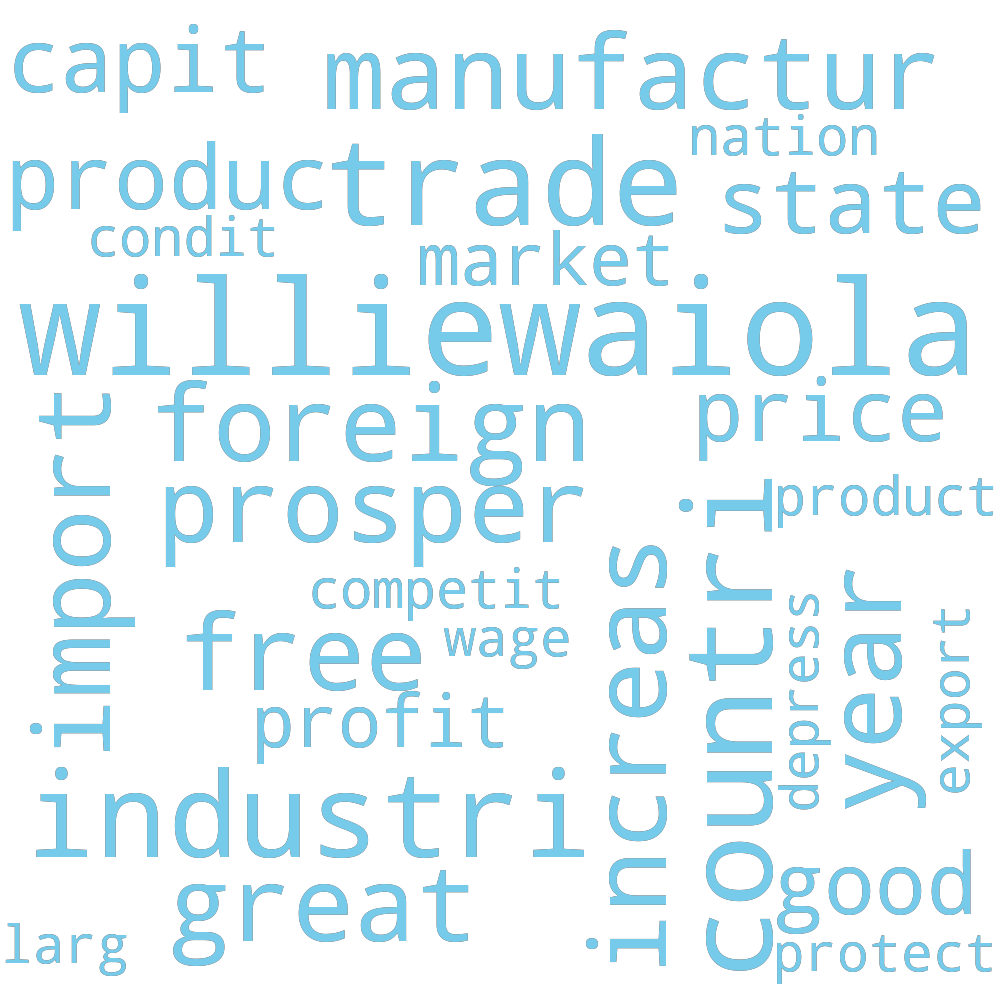 capit
manufactur
nation
produc
trade
state
condit
market
williewaiola
import
foreign
price
prosper
product
increas
countri
competit
year
depress
export
free
wage
profit
industri
great
good
larg
protect